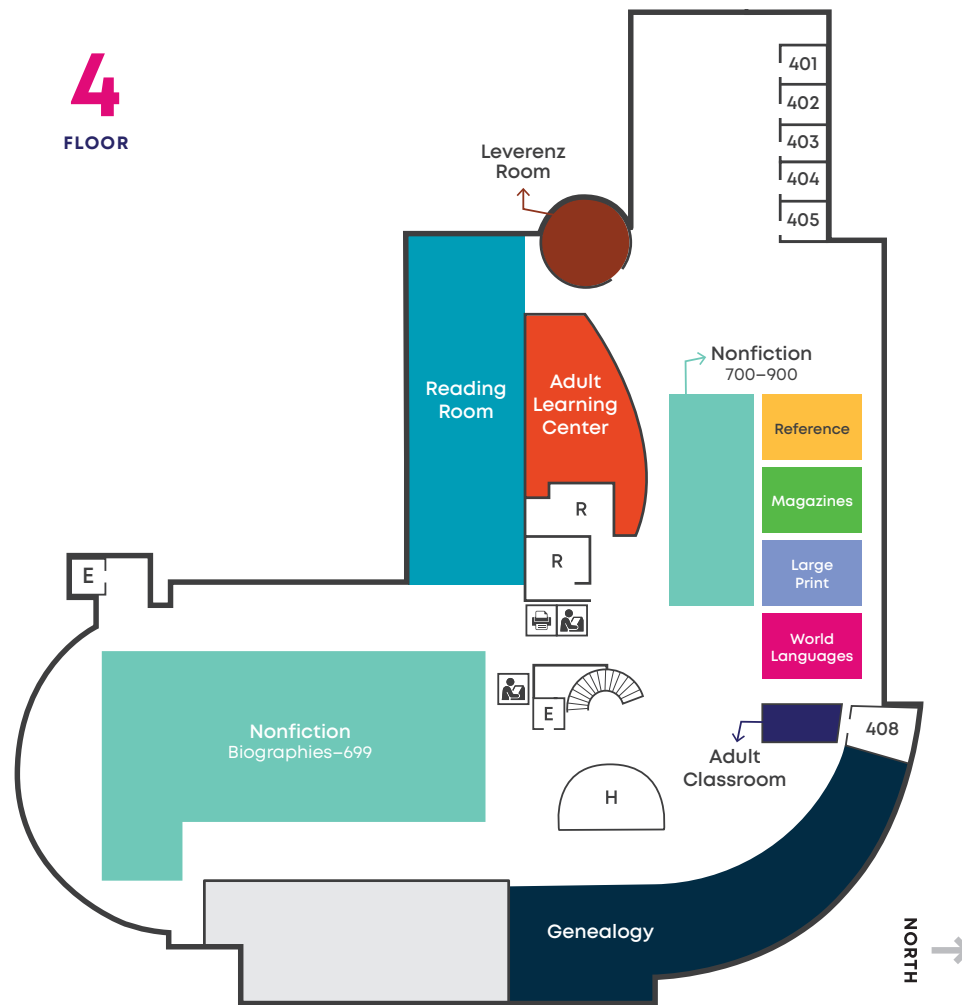 4
FLOOR
401
402
403
404
405
Leverenz
Room
Nonfiction
700–900
Reading
Room
Adult
Learning
Center
Reference
Magazines
Large
Print
World
Languages
R
R
E
E
Nonfiction
Biographies–699
408
Adult
Classroom
H
Genealogy
NORTH